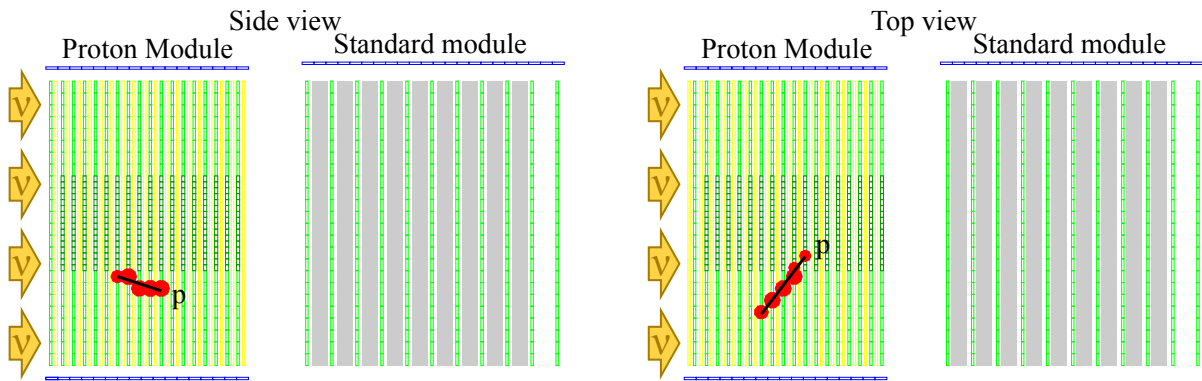 Side view
Proton Module
Standard module
ν
ν
ν
ν
p
Top view
Proton Module
Standard module
ν
ν
ν
ν
p